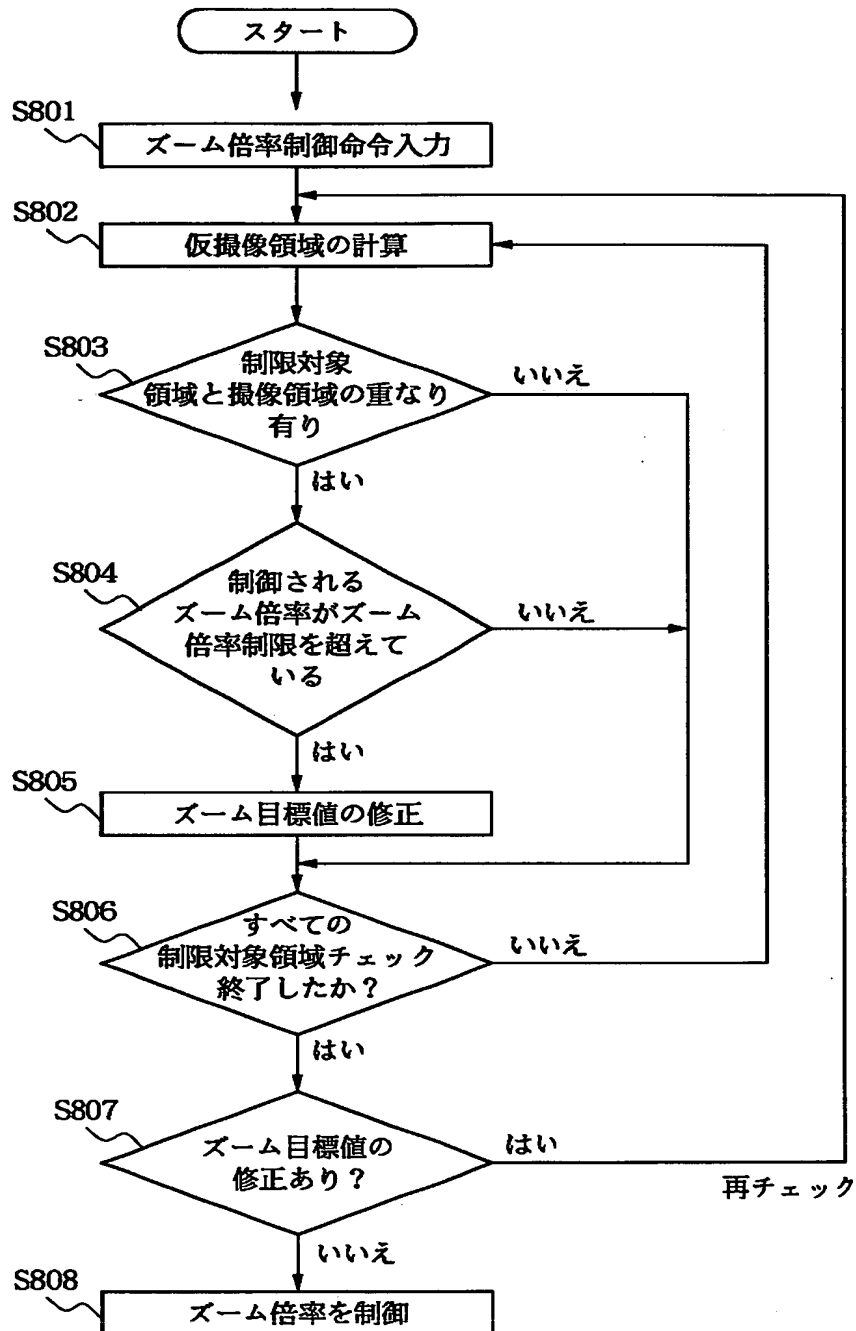 スタート
S801
ズーム倍率制御命令入力
S802
仮撮像領域の計算
S803
制限対象
領域と撮像領域の重なり
有り
いいえ
はい
S804
制御される
ズーム倍率がズーム
倍率制限を超えて
いる
いいえ
はい
S805
ズーム目標値の修正
S806
すべての
制限対象領域チェック
終了したか？
いいえ
はい
S807
ズーム目標値の
修正あり？
はい
再チェック
いいえ
S808
ズーム倍率を制御